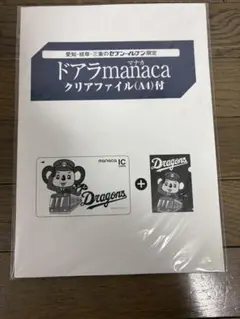 愛知・岐阜・三重のセブン-イレブン限定
マナカ
ドアラmanaca
クリアファイル(A4)付
manaca IC
Dragons
+
Dragons